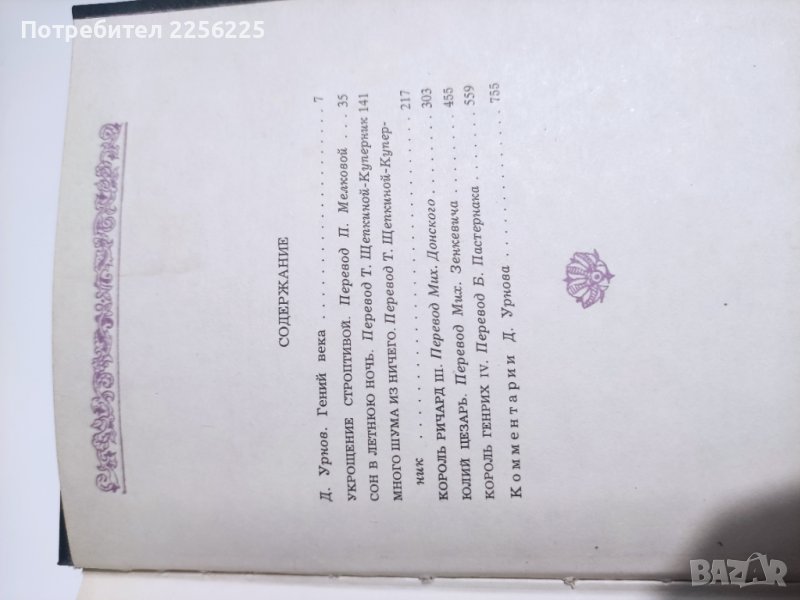 Потребител 2256225
СОДЕРЖАНИЕ
Д. Урнов. Гений века . . . . . . . . . . . . . . . . . . 7
УКРОЩЕНИЕ СТРОПТИВОЙ. Перевод П. Мелковой . . . 35
СОН В ЛЕТНЮЮ НОЧЬ. Перевод Т. Щепкиной-Куперник 141
МНОГО ШУМА ИЗ НИЧЕГО. Перевод Т. Щепкиной-Купер-
ник . . . . . . . . . . . . . . . . . . . . . . . . 217
КОРОЛЬ РИЧАРД III. Перевод Мих. Донского . . . . . . . 303
ЮЛИЙ ЦЕЗАРЬ. Перевод Мих. Зенкевича . . . . . . . . 455
КОРОЛЬ ГЕНРИХ IV. Перевод Б. Пастернака . . . . . . . 559
Комментарии Д. Урнова . . . . . . . . . . . . . . 755
BAZAR